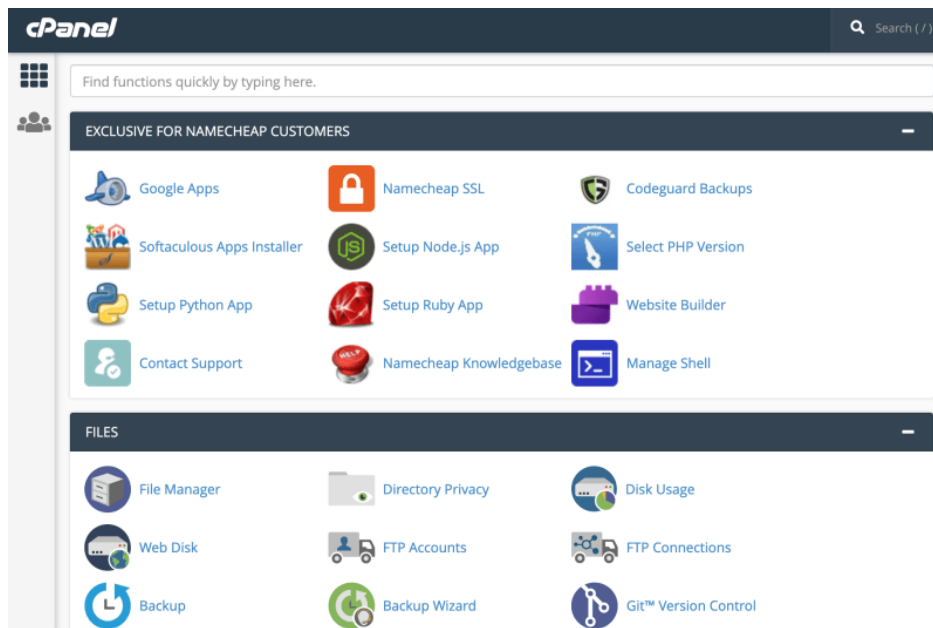 cPanel
Search ( / )
Find functions quickly by typing here.
EXCLUSIVE FOR NAMECHEAP CUSTOMERS
Google Apps
Namecheap SSL
Codeguard Backups
Softaculous Apps Installer
Setup Node.js App
Select PHP Version
Setup Python App
Setup Ruby App
Website Builder
Contact Support
Namecheap Knowledgebase
Manage Shell
FILES
File Manager
Directory Privacy
Disk Usage
Web Disk
FTP Accounts
FTP Connections
Backup
Backup Wizard
Git™ Version Control
JS
PHP
HELP